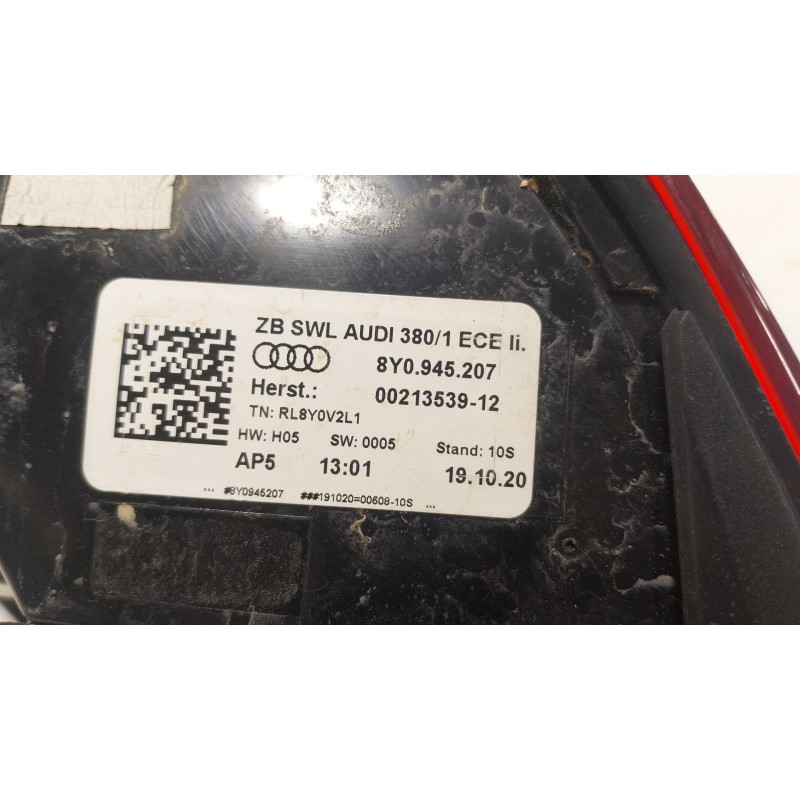 ZB SWL AUDI 380/1 ECE li.
8Y0.945.207
Herst.: 00213539-12
TN: RL8Y0V2L1
HW: H05 SW: 0005 Stand: 10S
AP5 13:01 19.10.20
... #8Y0945207 ###191020=00608-10S ...